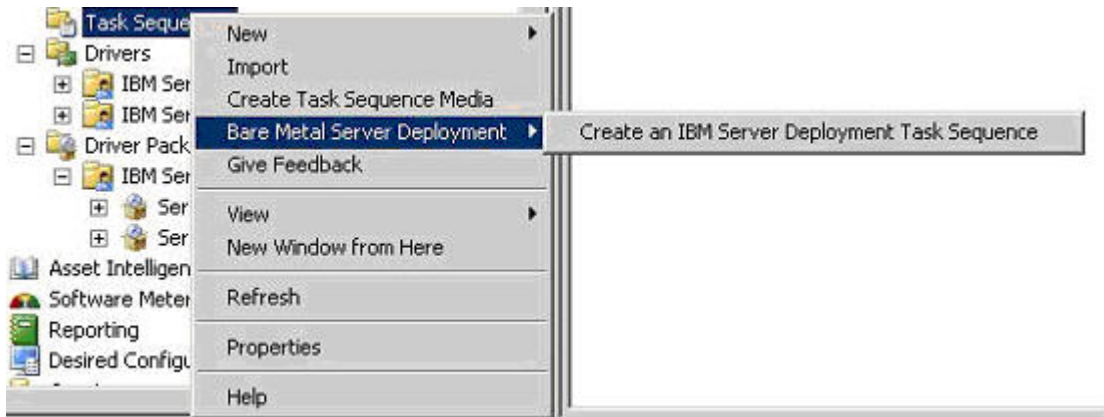 Task Seque
Drivers
IBM Ser
IBM Ser
Driver Pack
IBM Ser
Ser
Ser
Asset Intelligen
Software Meter
Reporting
Desired Configu
New
Import
Create Task Sequence Media
Bare Metal Server Deployment
Give Feedback
View
New Window from Here
Refresh
Properties
Help
Create an IBM Server Deployment Task Sequence